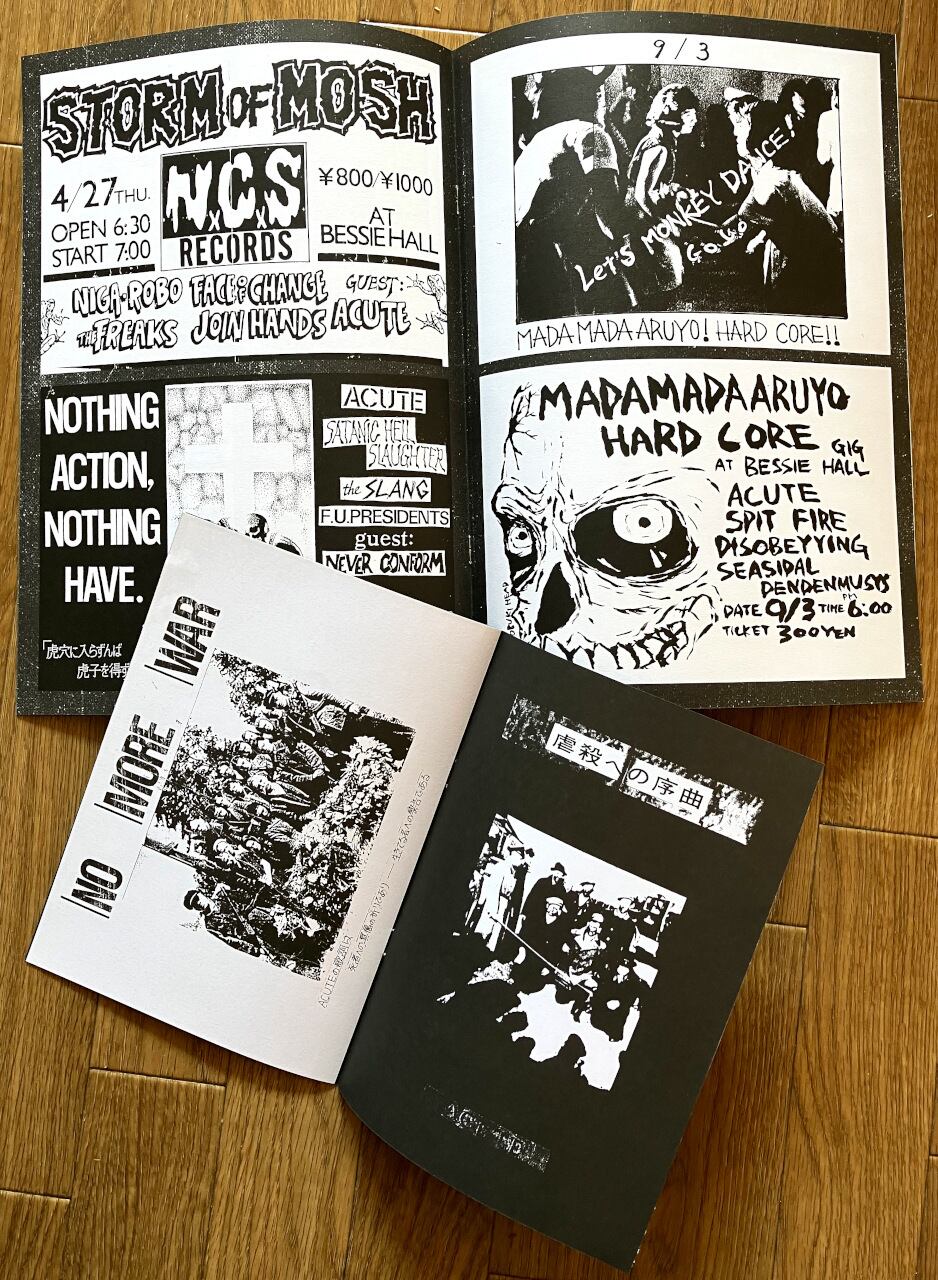 STORM OF MOSH
4/27 THU.
OPEN 6:30
START 7:00
N.C.S
RECORDS
¥800/¥1000
AT
BESSIE HALL
NIGA・ROBO FACE OF CHANGE GUEST:
THE FREAKS JOIN HANDS ACUTE
9/3
LET'S MONKEY DANCE!
GO GO
MADA MADA ARUYO! HARD CORE!!
NOTHING
ACTION,
NOTHING
HAVE.
「虎穴に入らずんば
虎子を得ず
ACUTE
SATANIC HELL
SLAUGHTER
the SLANG
F.U.PRESIDENTS
guest:
NEVER CONFORM
MADAMADAARUYO
HARD CORE GIG
AT BESSIE HALL
ACUTE
SPIT FIRE
DISOBEYYING
SEASIDAL
DENDENMUSYS
DATE 9/3 TIME PM 6:00
TICKET 300YEN
NO MORE WAR
虐殺への序曲